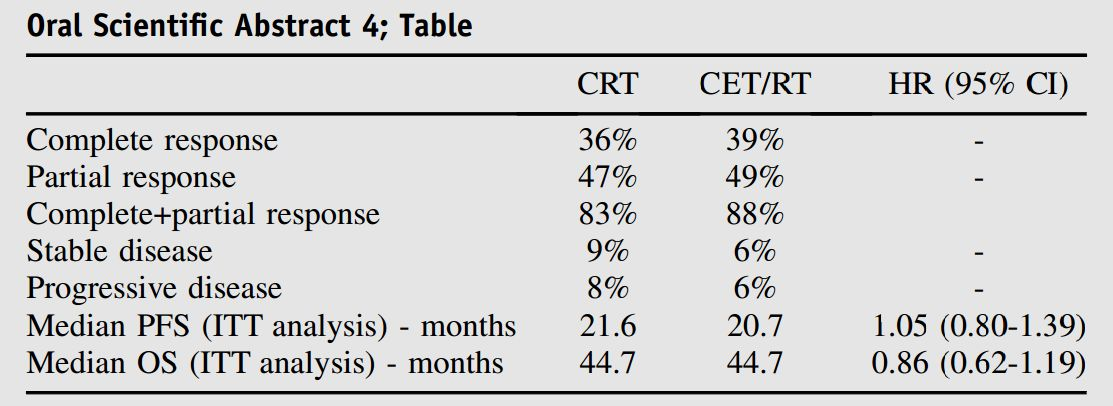 Oral Scientific Abstract 4; Table
CRT CET/RT HR (95% CI)
Complete response 36% 39% -
Partial response 47% 49% -
Complete+partial response 83% 88%
Stable disease 9% 6% -
Progressive disease 8% 6% -
Median PFS (ITT analysis) - months 21.6 20.7 1.05 (0.80-1.39)
Median OS (ITT analysis) - months 44.7 44.7 0.86 (0.62-1.19)